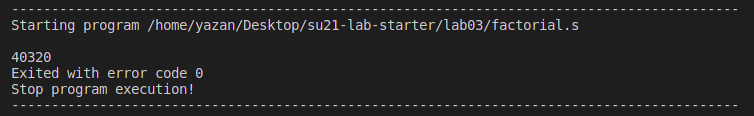 --------------------------------------------------------------------------------------------
Starting program /home/yazan/Desktop/su21-lab-starter/lab03/factorial.s
40320
Exited with error code 0
Stop program execution!
--------------------------------------------------------------------------------------------